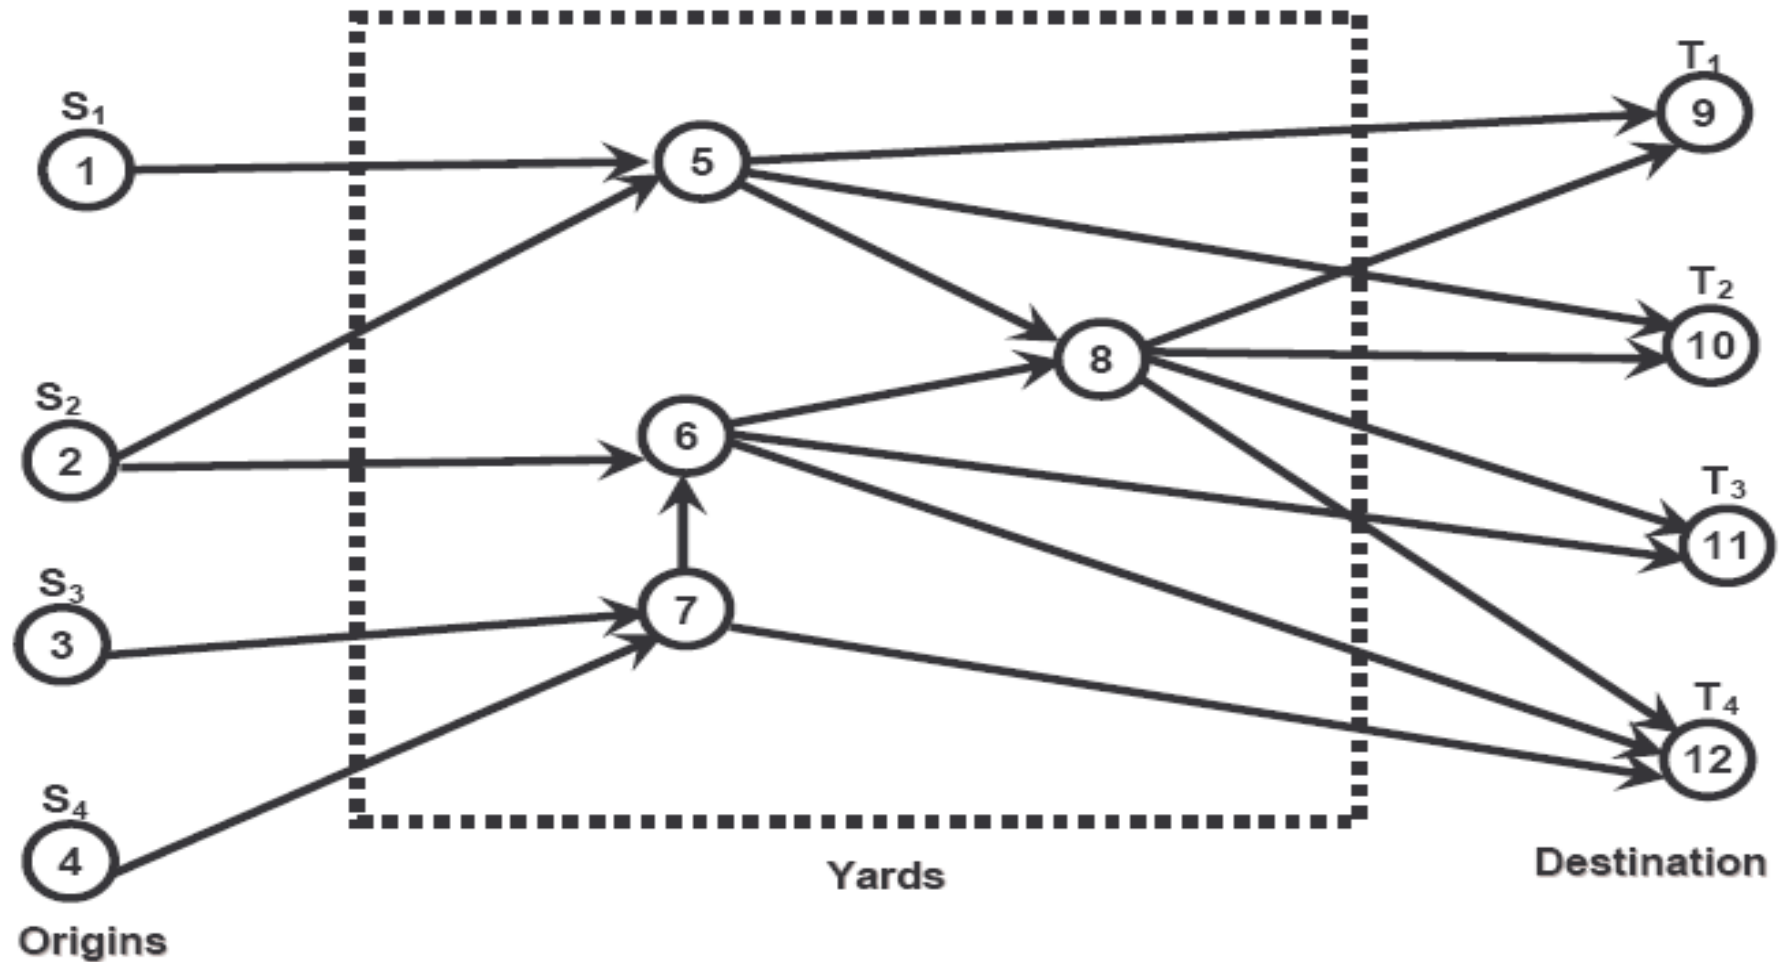 T₁
9
S₁
1
5
T₂
10
8
S₂
2
6
T₃
11
S₃
3
7
T₄
12
S₄
4
Yards
Destination
Origins